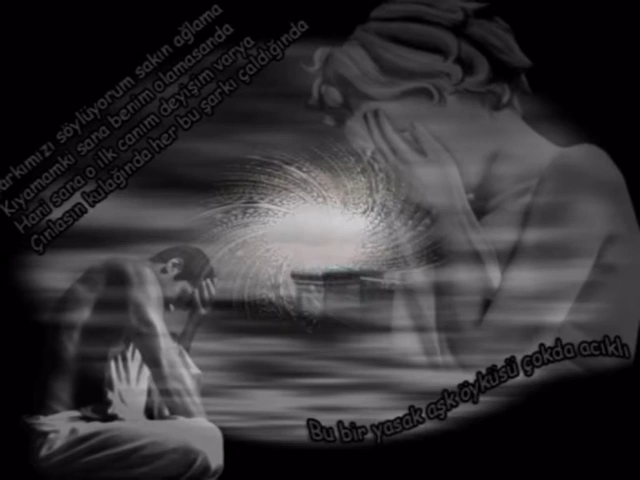 arkımızı söylüyorum sakın ağlama
Kıyamamki sana benim olamasanda
Hani sana o ilk canım deyişim varya
Çınlasın kulağında her bu şarkı çaldığında
Bu bir yasak aşk öyküsü çokda acıklı